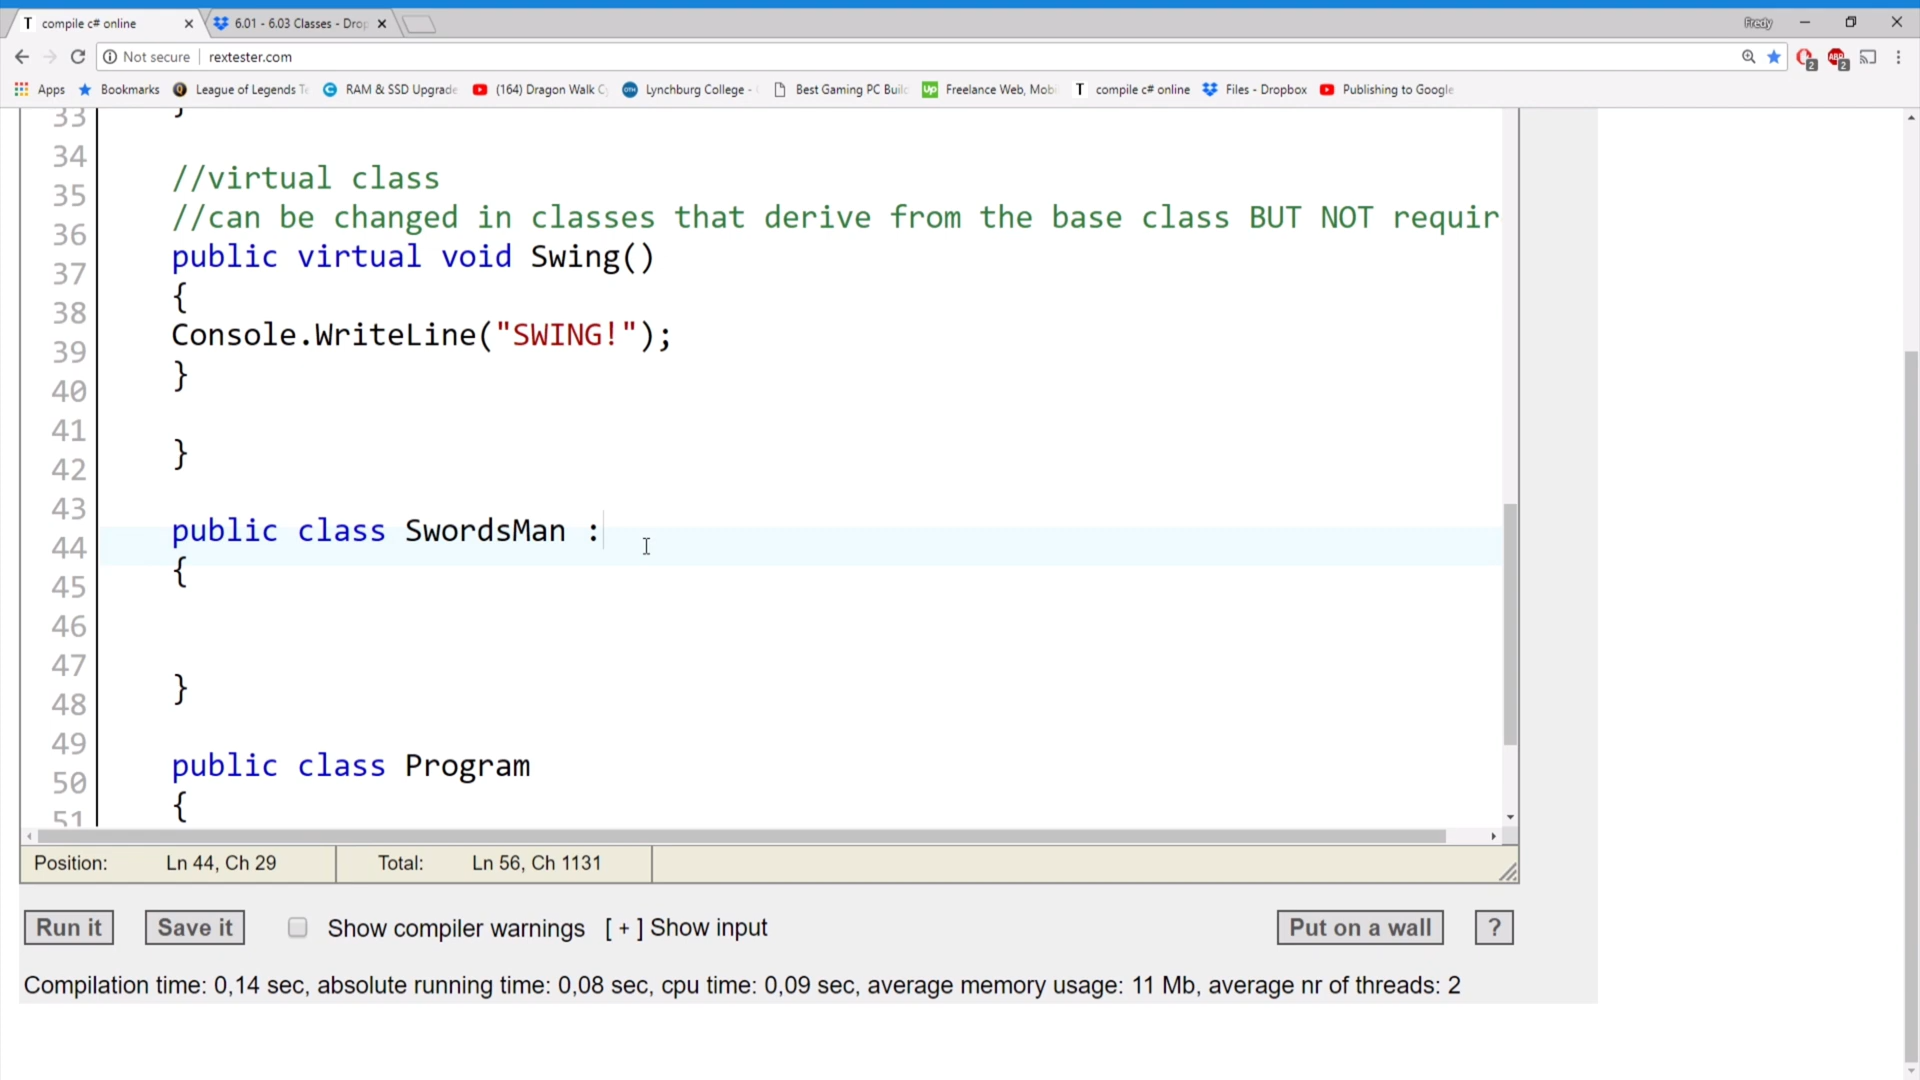 compile c# online
6.01 - 6.03 Classes - Drop
Fredy
Not secure
rextester.com
2
ABP
2
Apps
Bookmarks
League of Legends T
RAM & SSD Upgrade
(164) Dragon Walk C
Lynchburg College -
Best Gaming PC Buil
Freelance Web, Mobi
compile c# online
Files - Dropbox
Publishing to Google
33 }
34
35 //virtual class
36 //can be changed in classes that derive from the base class BUT NOT requir
37 public virtual void Swing()
38 {
39 Console.WriteLine("SWING!");
40 }
41
42 }
43
44 public class SwordsMan :
45 {
46
47
48 }
49
50 public class Program
51 {
Position: Ln 44, Ch 29 Total: Ln 56, Ch 1131
Run it Save it Show compiler warnings [ + ] Show input Put on a wall ?
Compilation time: 0,14 sec, absolute running time: 0,08 sec, cpu time: 0,09 sec, average memory usage: 11 Mb, average nr of threads: 2